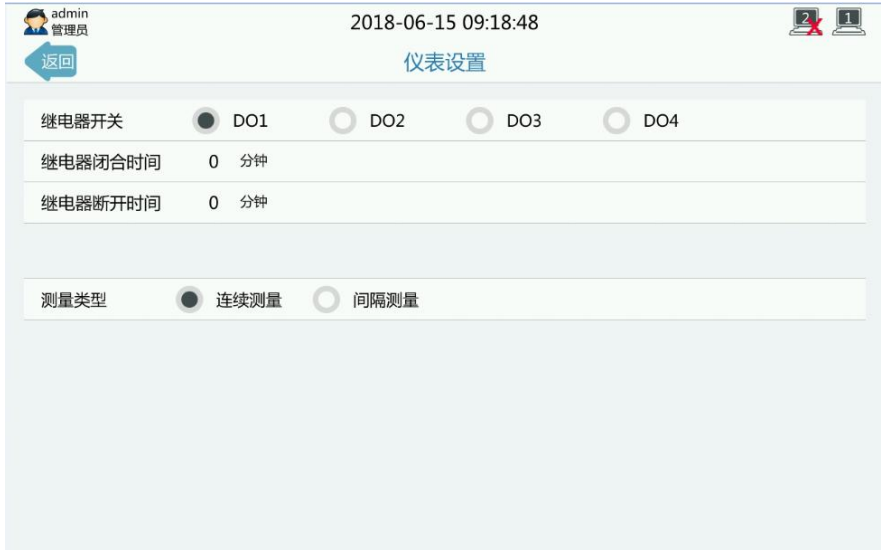 admin
管理员
2018-06-15 09:18:48
2
1
返回
仪表设置
继电器开关 DO1 DO2 DO3 DO4
继电器闭合时间 0 分钟
继电器断开时间 0 分钟
测量类型 连续测量 间隔测量